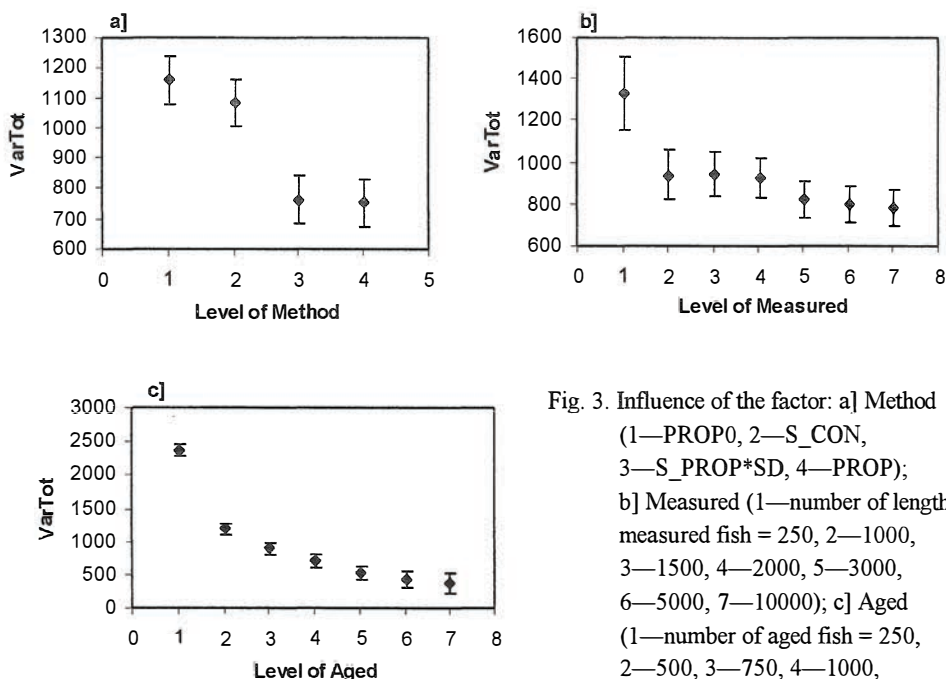 a]
1300
1200
1100
1000
900
800
700
600
VarTot
0 1 2 3 4 5
Level of Method
b]
1600
1400
1200
1000
800
600
VarTot
0 1 2 3 4 5 6 7 8
Level of Measured
c]
3000
2500
2000
1500
1000
500
0
VarTot
0 1 2 3 4 5 6 7 8
Level of Aged
Fig. 3. Influence of the factor: a] Method
(1—PROP0, 2—S_CON,
3—S_PROP*SD, 4—PROP);
b] Measured (1—number of length
measured fish = 250, 2—1000,
3—1500, 4—2000, 5—3000,
6—5000, 7—10000); c] Aged
(1—number of aged fish = 250,
2—500, 3—750, 4—1000,